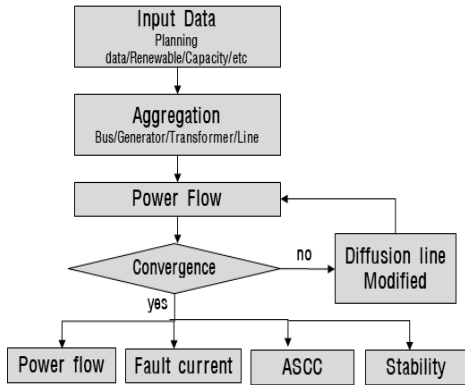 Input Data
Planning
data/Renewable/Capacity/etc
Aggregation
Bus/Generator/Transformer/Line
Power Flow
Convergence
no
Diffusion line
Modified
yes
Power flow
Fault current
ASCC
Stability